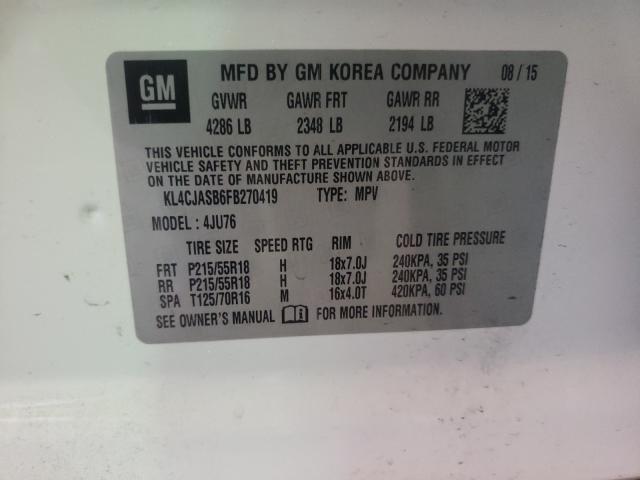 GM MFD BY GM KOREA COMPANY 08 / 15
GVWR GAWR FRT GAWR RR
4286 LB 2348 LB 2194 LB
THIS VEHICLE CONFORMS TO ALL APPLICABLE U.S. FEDERAL MOTOR
VEHICLE SAFETY AND THEFT PREVENTION STANDARDS IN EFFECT
ON THE DATE OF MANUFACTURE SHOWN ABOVE.
KL4CJASB6FB270419 TYPE: MPV
MODEL : 4JU76
TIRE SIZE SPEED RTG RIM COLD TIRE PRESSURE
FRT P215/55R18 H 18x7.0J 240KPA, 35 PSI
RR P215/55R18 H 18x7.0J 240KPA, 35 PSI
SPA T125/70R16 M 16x4.0T 420KPA, 60 PSI
SEE OWNER'S MANUAL FOR MORE INFORMATION.